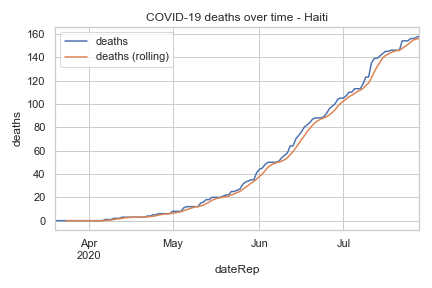 COVID-19 deaths over time - Haiti
deaths
deaths (rolling)
deaths
160
140
120
100
80
60
40
20
0
Apr
2020
May
Jun
Jul
dateRep